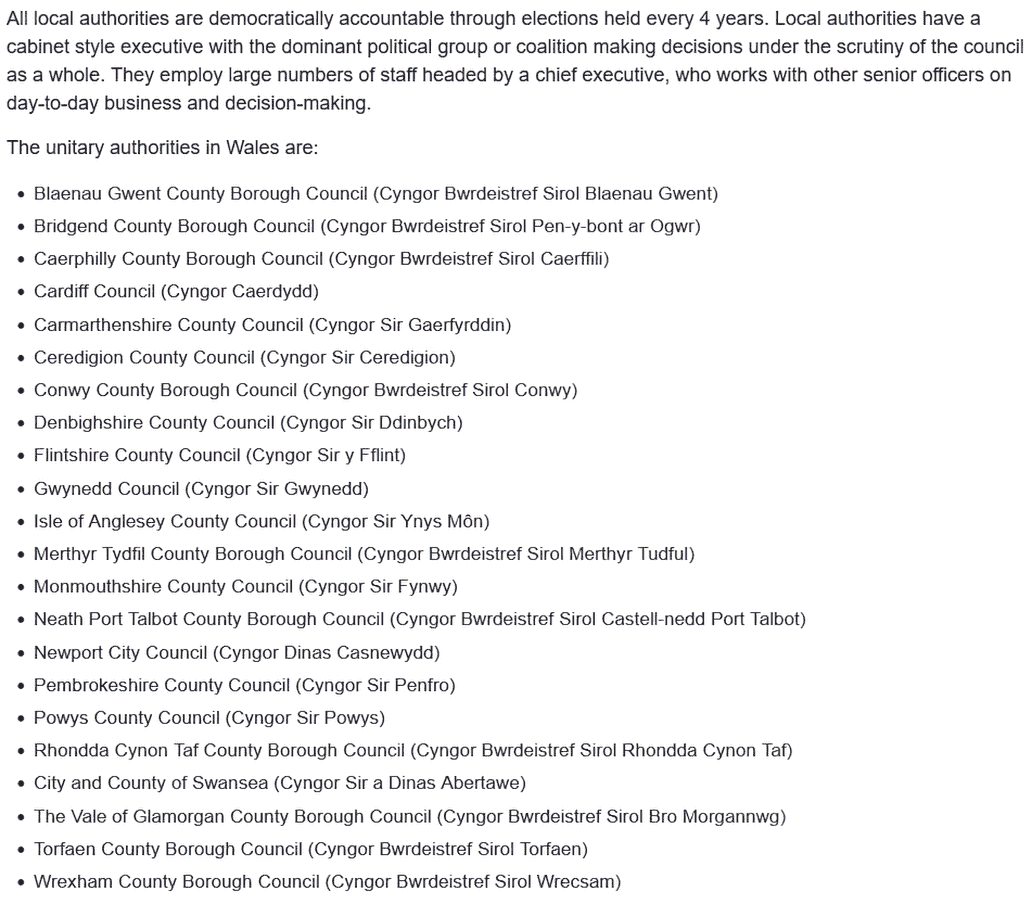 All local authorities are democratically accountable through elections held every 4 years. Local authorities have a
cabinet style executive with the dominant political group or coalition making decisions under the scrutiny of the council
as a whole. They employ large numbers of staff headed by a chief executive, who works with other senior officers on
day-to-day business and decision-making.
The unitary authorities in Wales are:
• Blaenau Gwent County Borough Council (Cyngor Bwrdeistref Sirol Blaenau Gwent)
• Bridgend County Borough Council (Cyngor Bwrdeistref Sirol Pen-y-bont ar Ogwr)
• Caerphilly County Borough Council (Cyngor Bwrdeistref Sirol Caerffili)
• Cardiff Council (Cyngor Caerdydd)
• Carmarthenshire County Council (Cyngor Sir Gaerfyrddin)
• Ceredigion County Council (Cyngor Sir Ceredigion)
• Conwy County Borough Council (Cyngor Bwrdeistref Sirol Conwy)
• Denbighshire County Council (Cyngor Sir Ddinbych)
• Flintshire County Council (Cyngor Sir y Fflint)
• Gwynedd Council (Cyngor Sir Gwynedd)
• Isle of Anglesey County Council (Cyngor Sir Ynys Môn)
• Merthyr Tydfil County Borough Council (Cyngor Bwrdeistref Sirol Merthyr Tudful)
• Monmouthshire County Council (Cyngor Sir Fynwy)
• Neath Port Talbot County Borough Council (Cyngor Bwrdeistref Sirol Castell-nedd Port Talbot)
• Newport City Council (Cyngor Dinas Casnewydd)
• Pembrokeshire County Council (Cyngor Sir Penfro)
• Powys County Council (Cyngor Sir Powys)
• Rhondda Cynon Taf County Borough Council (Cyngor Bwrdeistref Sirol Rhondda Cynon Taf)
• City and County of Swansea (Cyngor Sir a Dinas Abertawe)
• The Vale of Glamorgan County Borough Council (Cyngor Bwrdeistref Sirol Bro Morgannwg)
• Torfaen County Borough Council (Cyngor Bwrdeistref Sirol Torfaen)
• Wrexham County Borough Council (Cyngor Bwrdeistref Sirol Wrecsam)